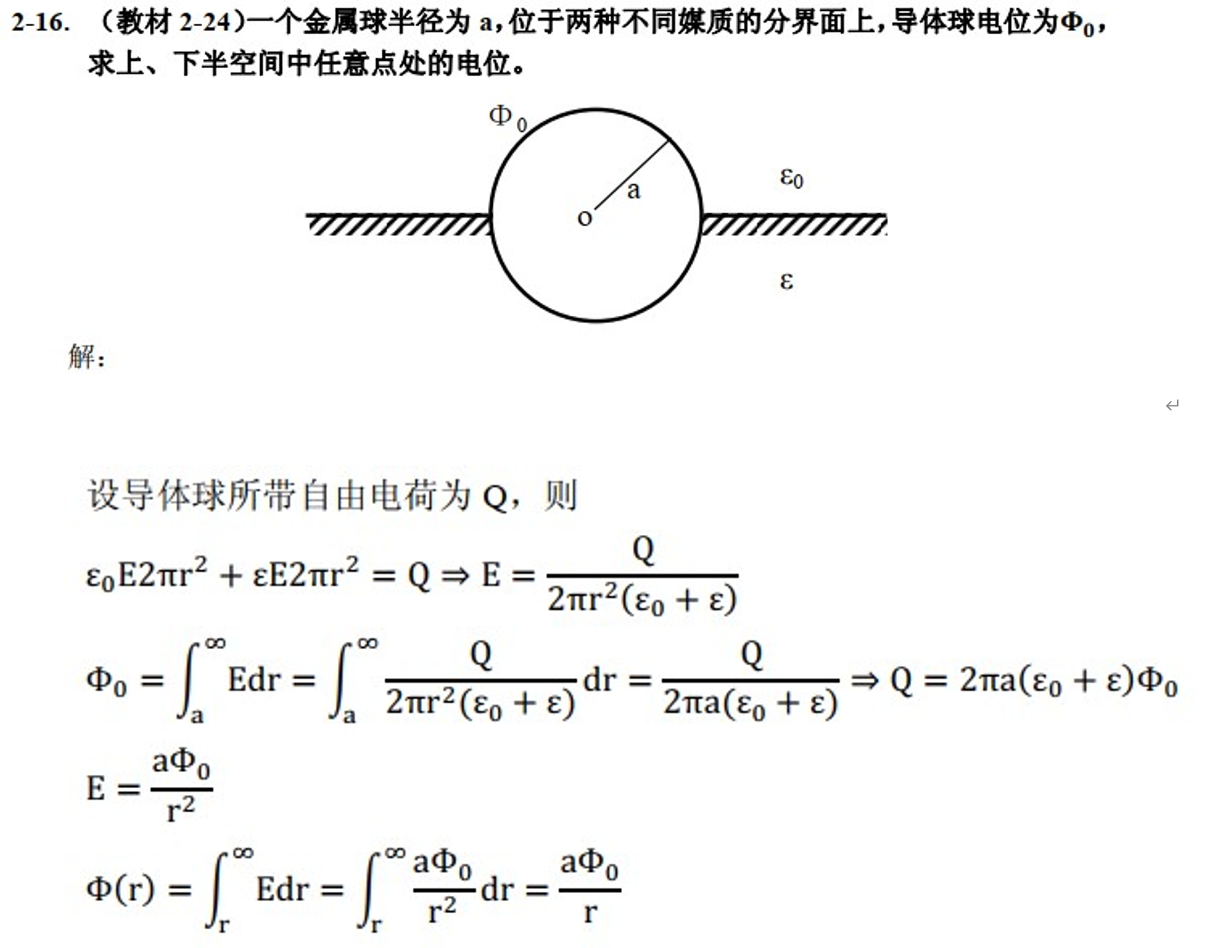 2-16. （教材 2-24）一个金属球半径为 a，位于两种不同媒质的分界面上，导体球电位为Φ₀，
求上、下半空间中任意点处的电位。
Φ₀
a
ε₀
o
ε
解：
↵
设导体球所带自由电荷为 Q，则
ε₀E2πr² + εE2πr² = Q ⇒ E = Q / 2πr²(ε₀ + ε)
Φ₀ = ∫ₐ^∞ Edr = ∫ₐ^∞ Q / 2πr²(ε₀ + ε) dr = Q / 2πa(ε₀ + ε) ⇒ Q = 2πa(ε₀ + ε)Φ₀
E = aΦ₀ / r²
Φ(r) = ∫ᵣ^∞ Edr = ∫ᵣ^∞ aΦ₀ / r² dr = aΦ₀ / r